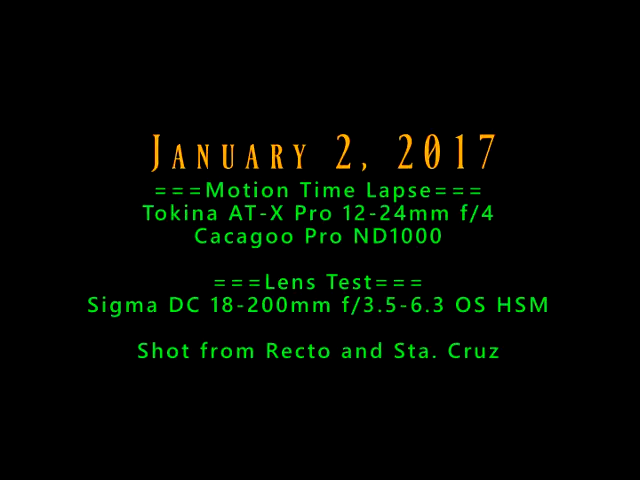 January 2, 2017
===Motion Time Lapse===
Tokina AT-X Pro 12-24mm f/4
Cacagoo Pro ND1000
===Lens Test===
Sigma DC 18-200mm f/3.5-6.3 OS HSM
Shot from Recto and Sta. Cruz